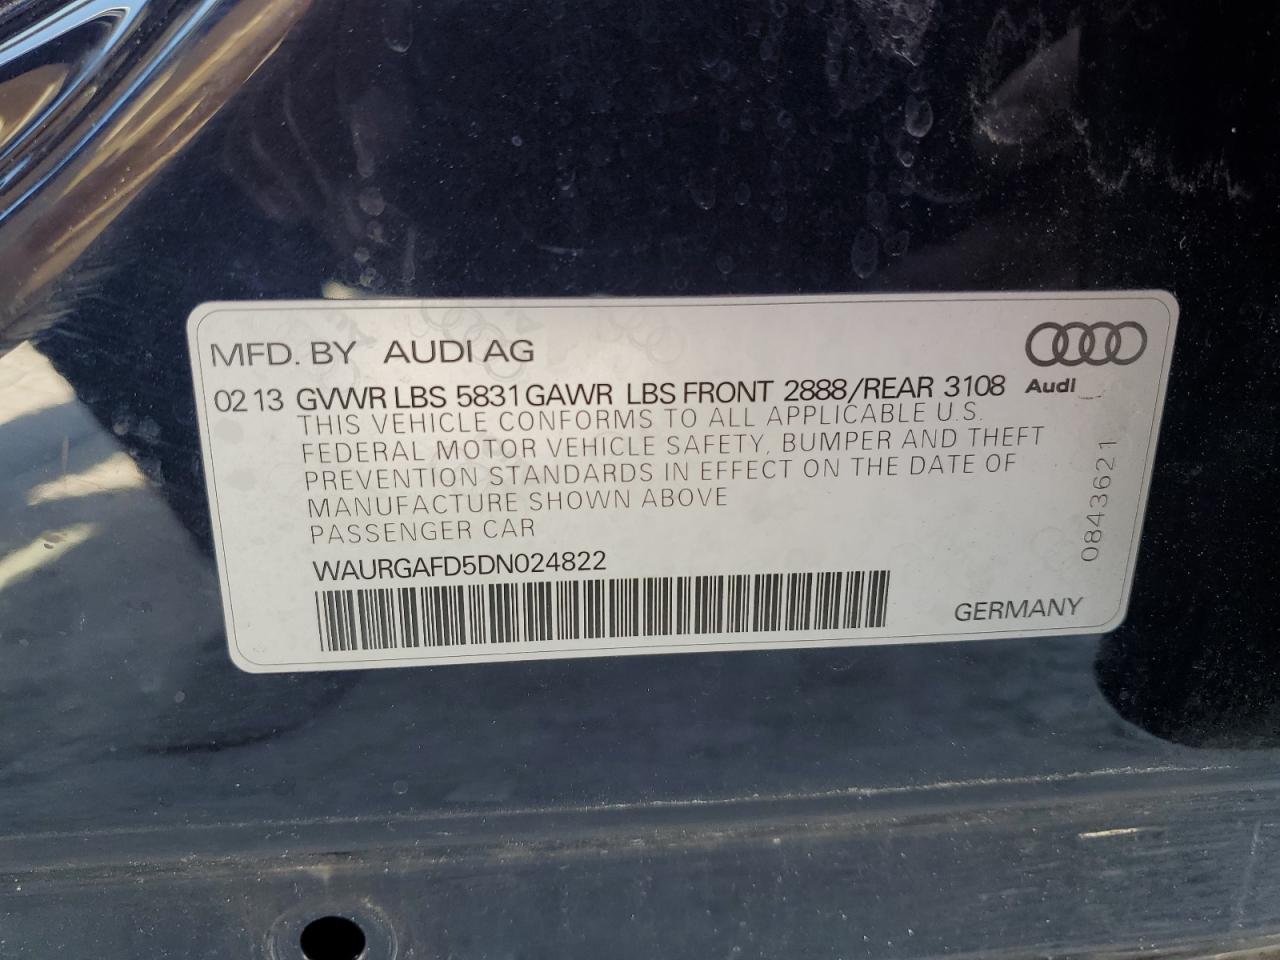 MFD. BY AUDI AG
02 13 GVWR LBS 5831 GAWR LBS FRONT 2888/REAR 3108
Audi
THIS VEHICLE CONFORMS TO ALL APPLICABLE U.S.
FEDERAL MOTOR VEHICLE SAFETY, BUMPER AND THEFT
PREVENTION STANDARDS IN EFFECT ON THE DATE OF
MANUFACTURE SHOWN ABOVE
PASSENGER CAR
WAURGAFD5DN024822
0843621
GERMANY